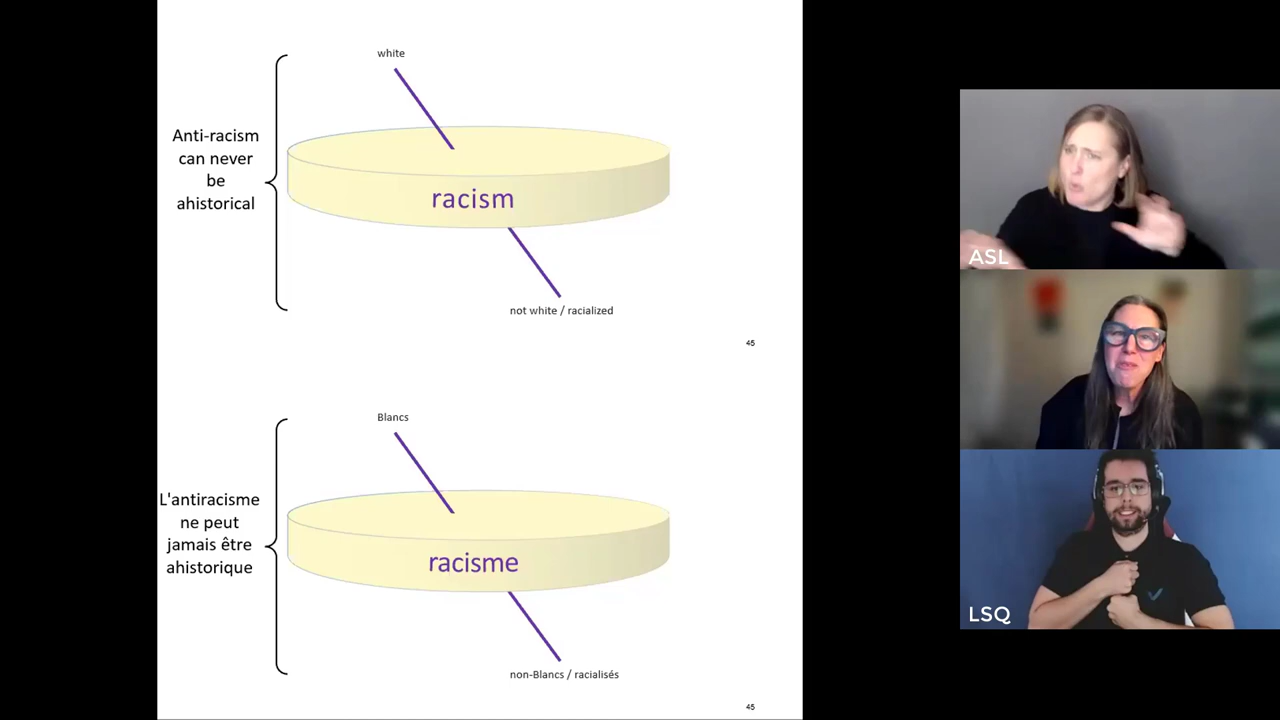 white
Anti-racism
can never
be
ahistorical
racism
not white / racialized
45
Blancs
L'antiracisme
ne peut
jamais être
ahistorique
racisme
non-Blancs / racialisés
45
ASL
LSQ